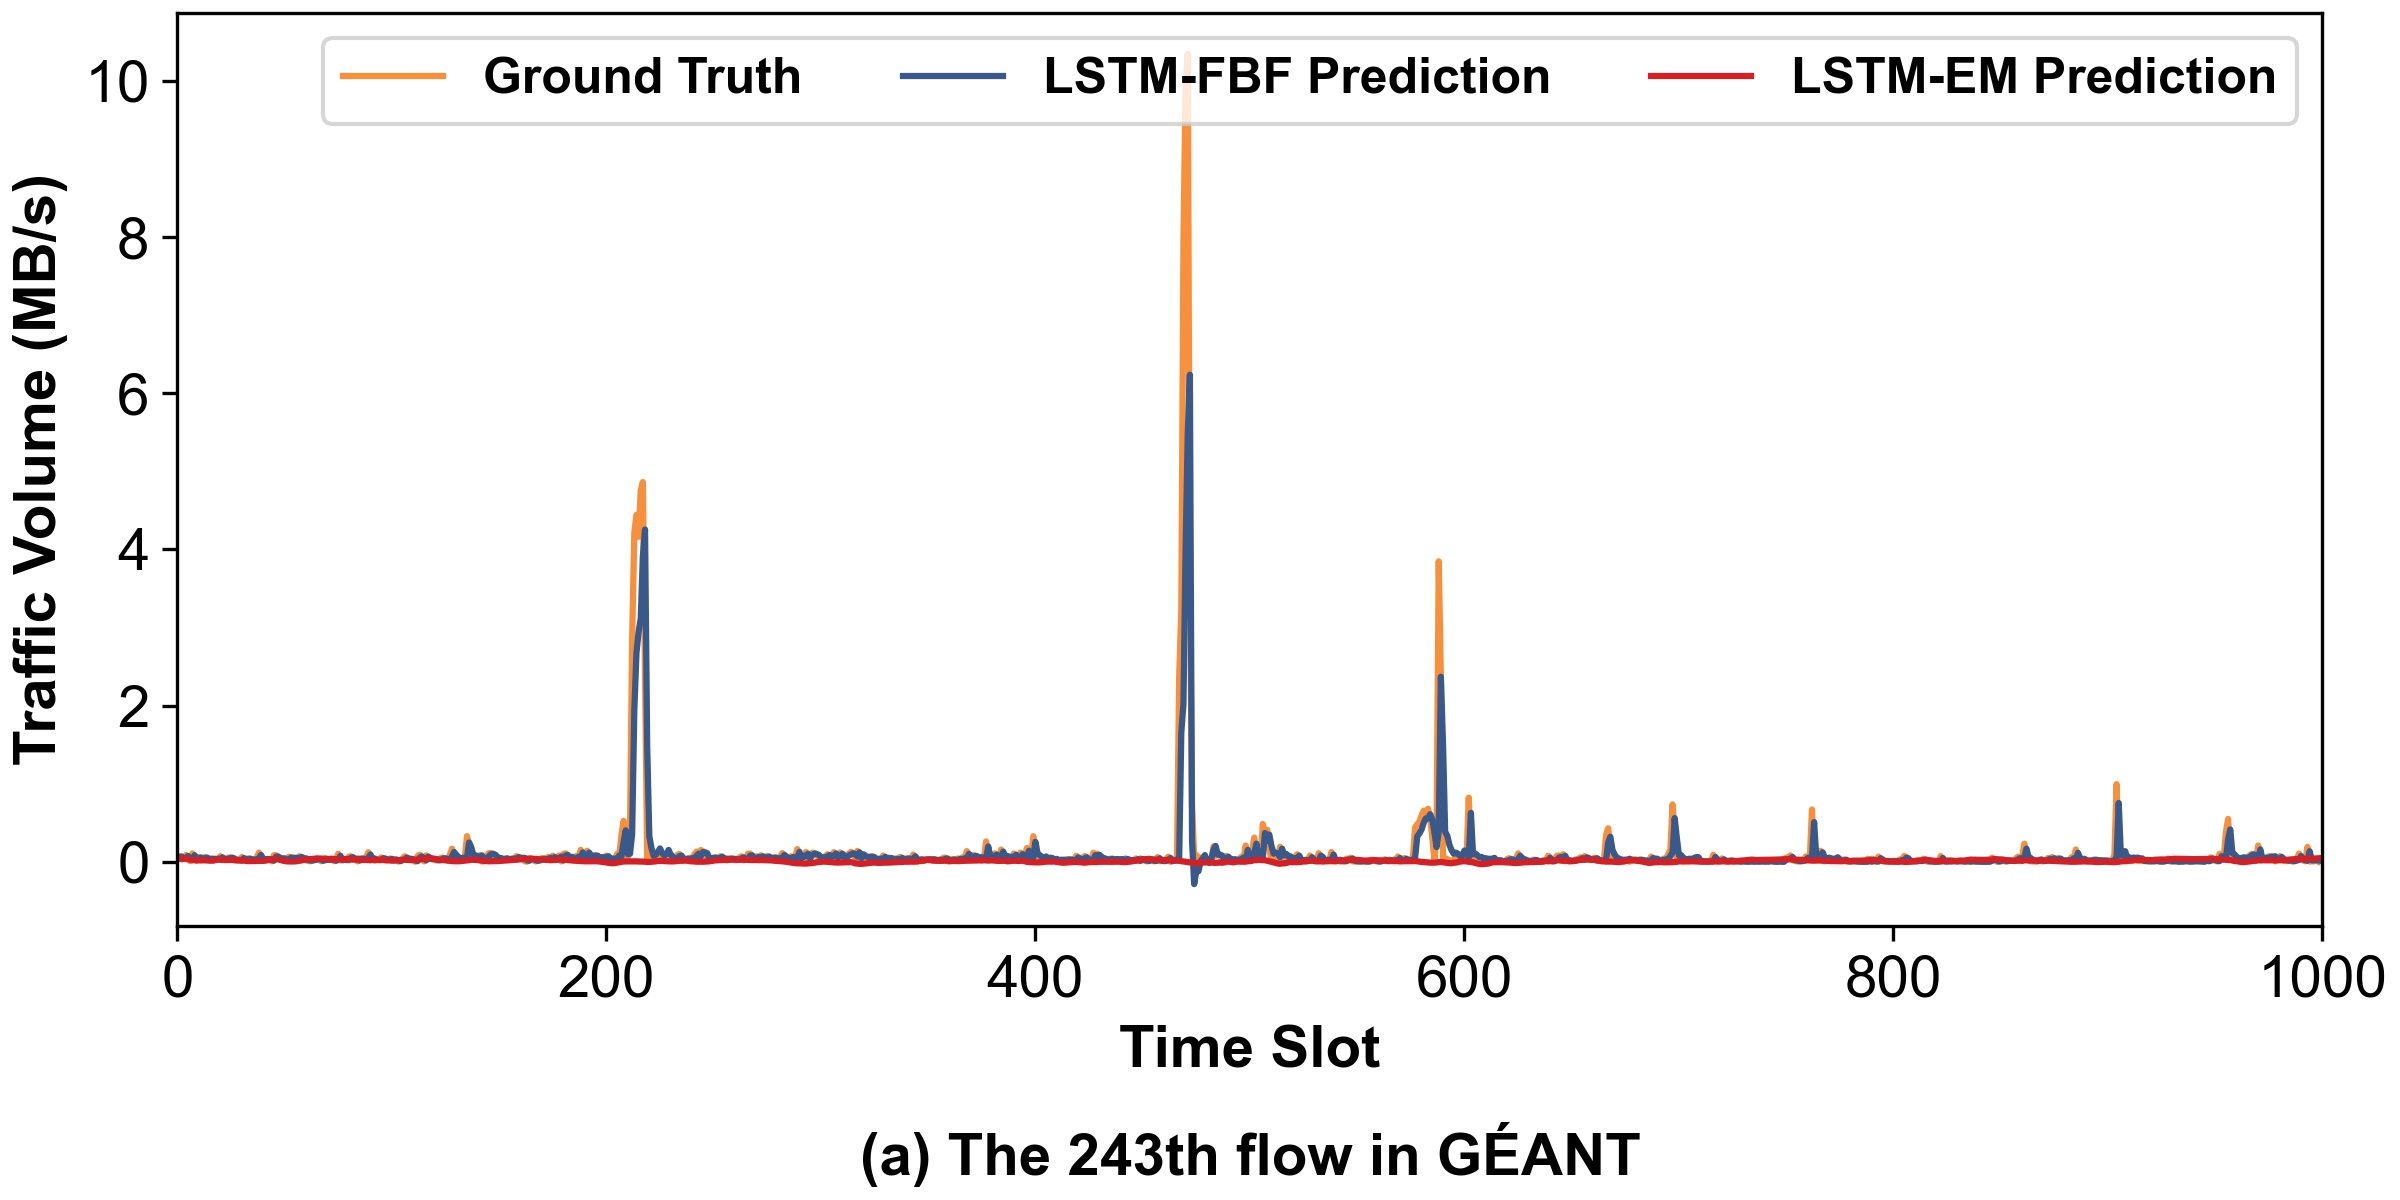 Ground Truth
LSTM-FBF Prediction
LSTM-EM Prediction
Traffic Volume (MB/s)
10
8
6
4
2
0
0 200 400 600 800 1000
Time Slot
(a) The 243th flow in GÉANT